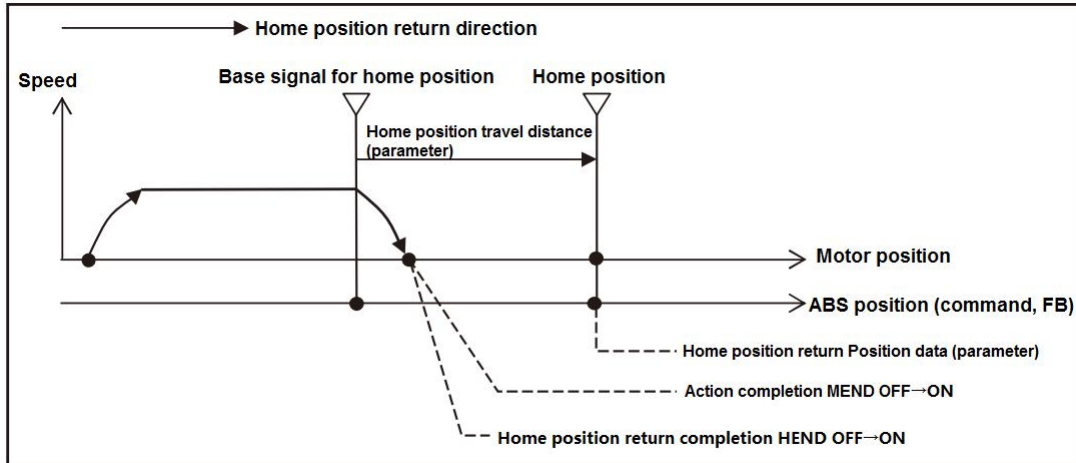 Home position return direction
Speed
Base signal for home position
Home position
Home position travel distance
(parameter)
Motor position
ABS position (command, FB)
Home position return Position data (parameter)
Action completion MEND OFF→ON
Home position return completion HEND OFF→ON